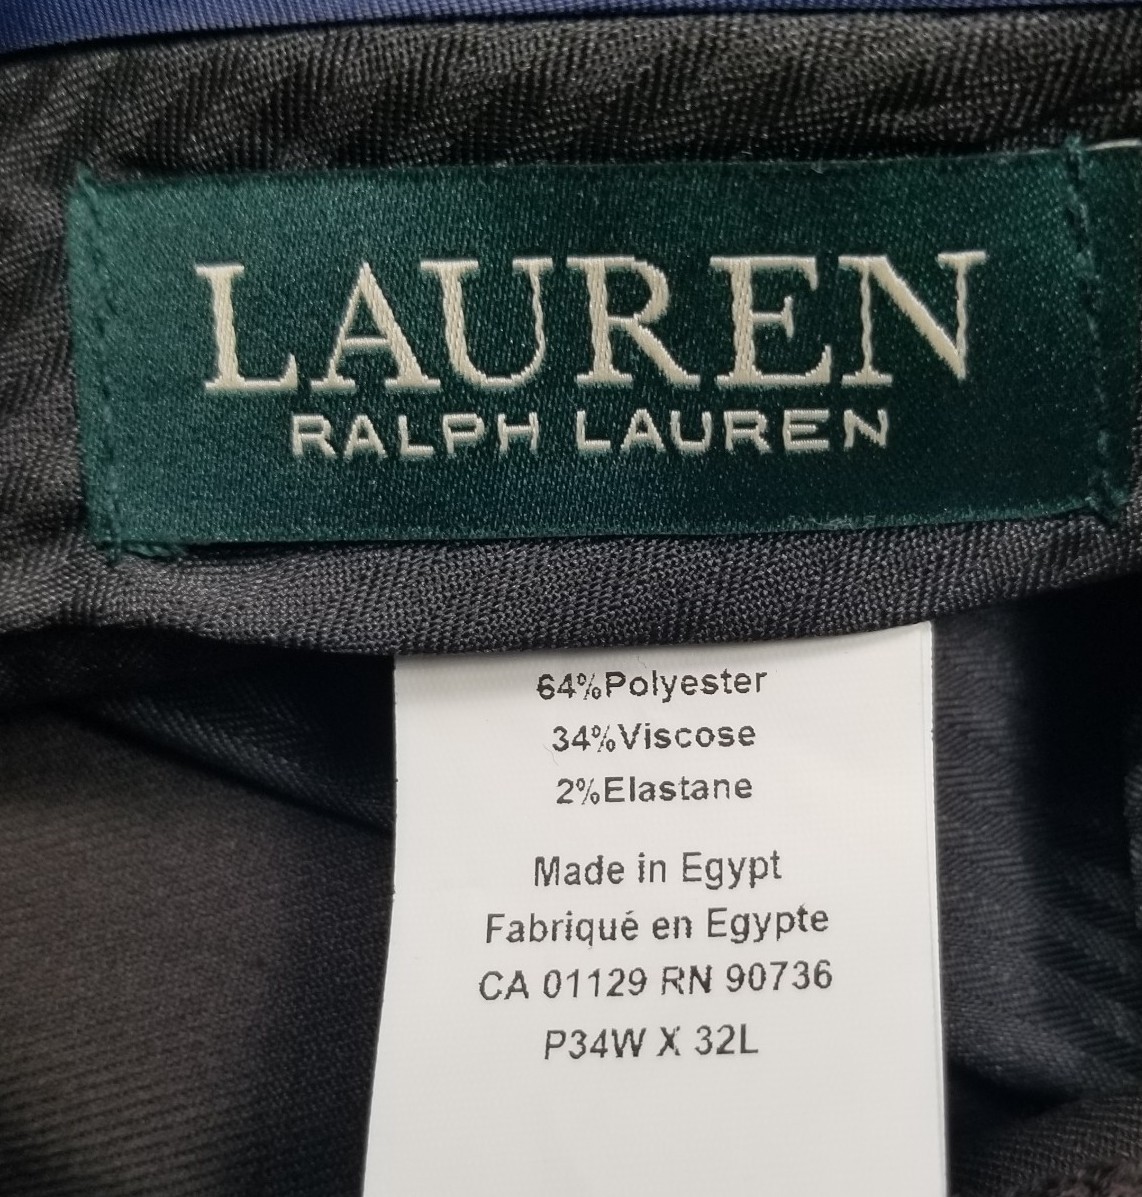 LAUREN
RALPH LAUREN
64%Polyester
34%Viscose
2%Elastane
Made in Egypt
Fabriqué en Egypte
CA 01129 RN 90736
P34W X 32L